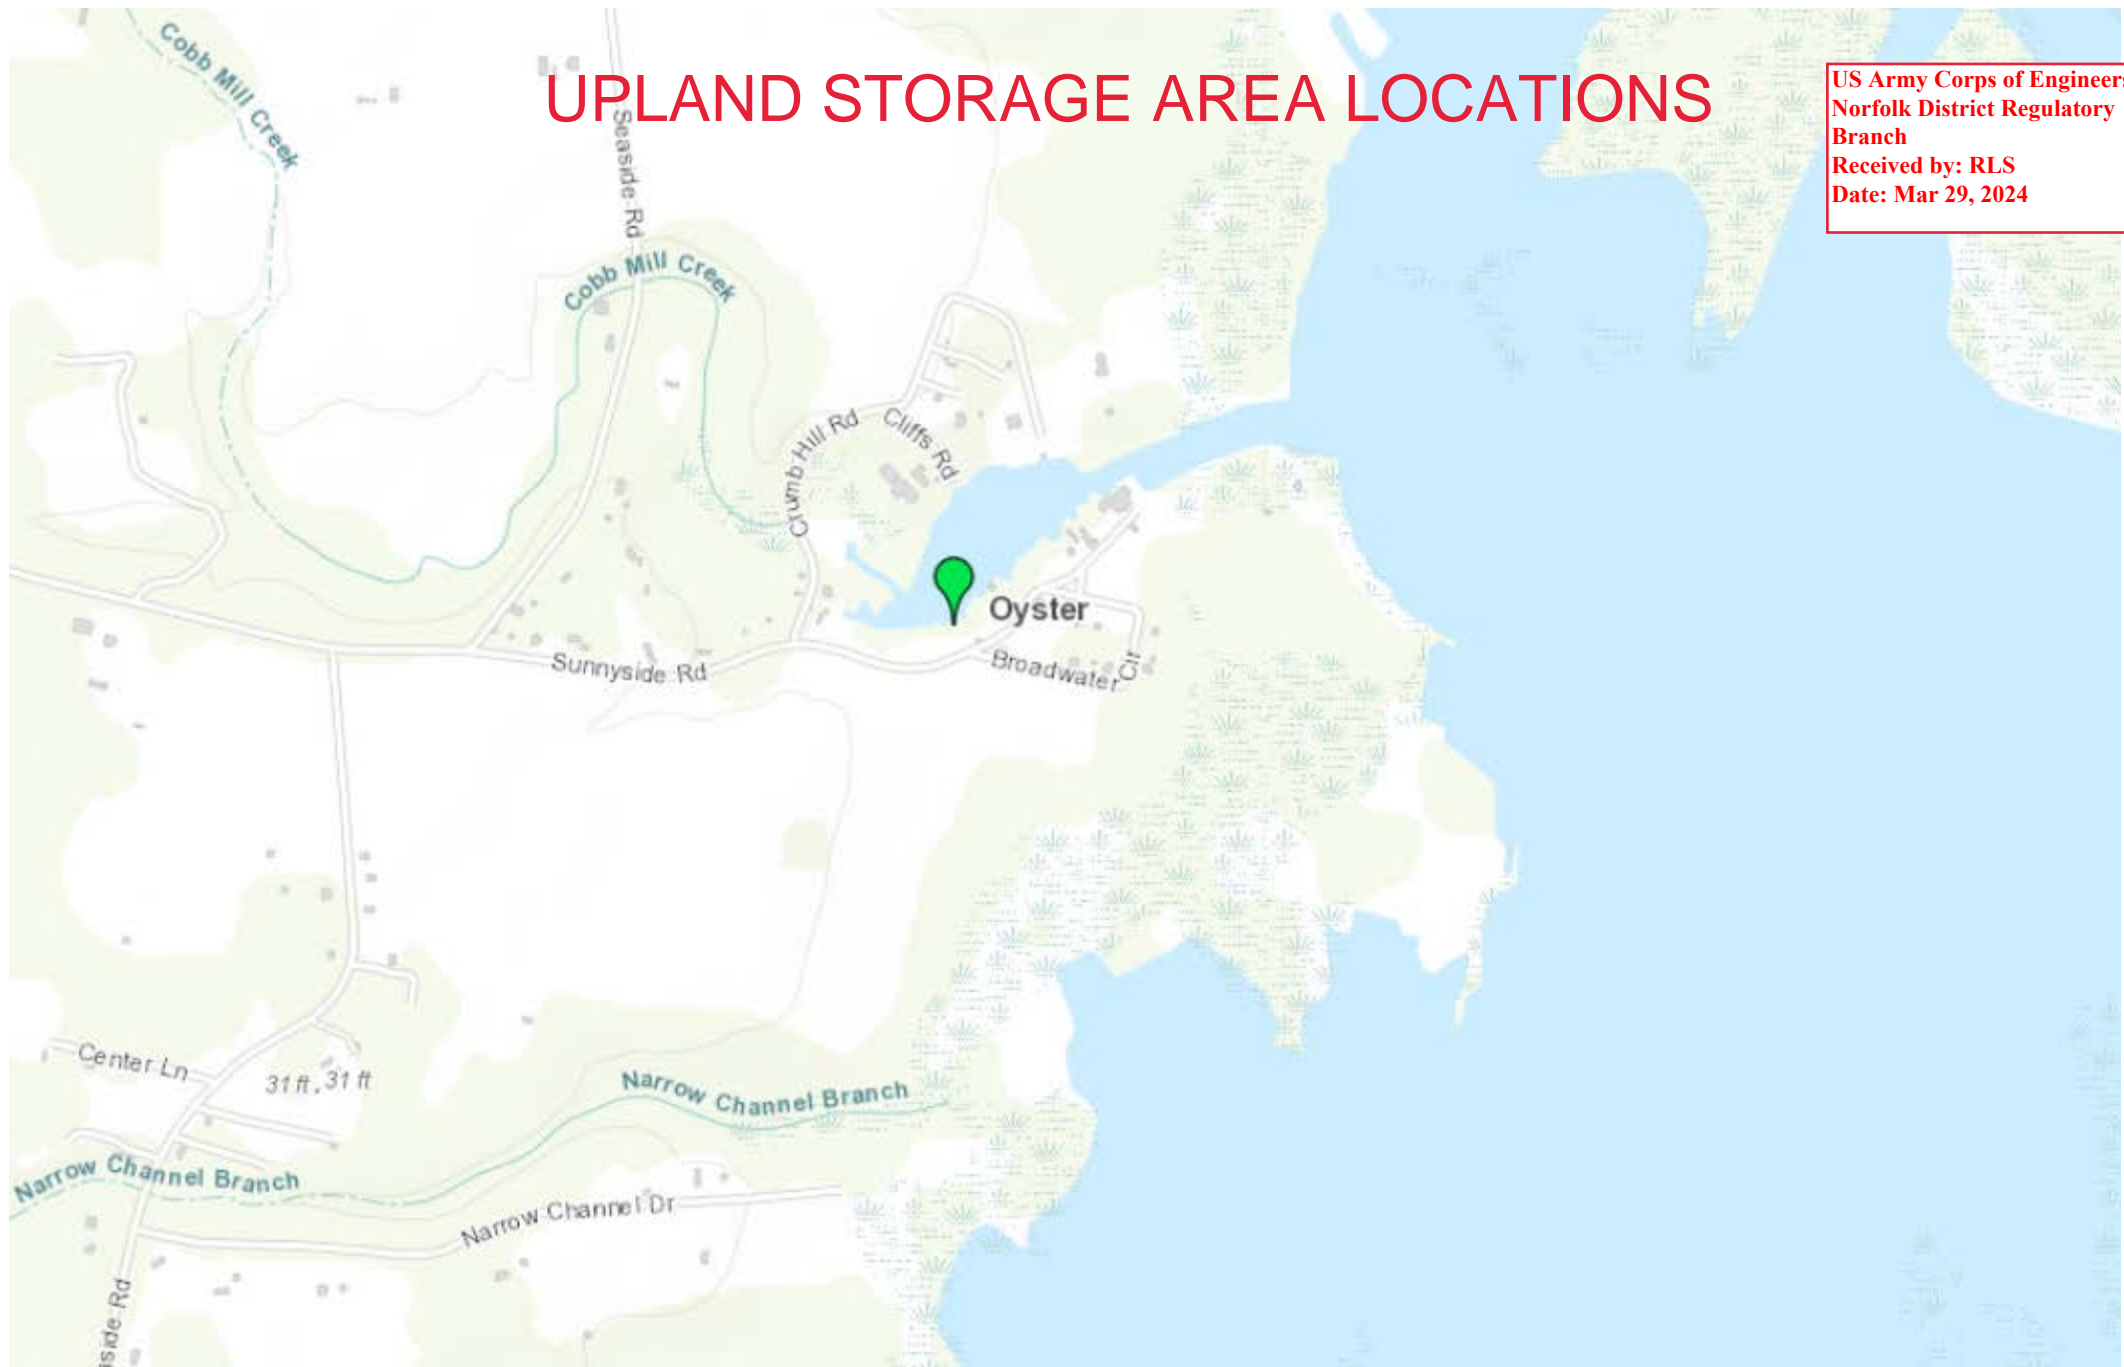 UPLAND STORAGE AREA LOCATIONS
US Army Corps of Engineers
Norfolk District Regulatory
Branch
Received by: RLS
Date: Mar 29, 2024
Cobb Mill Creek
Seaside Rd
Cobb Mill Creek
Crumb Hill Rd
Cliffs Rd
Oyster
Sunnyside Rd
Broadwater Cir
Center Ln
31 ft. 31 ft
Narrow Channel Branch
Narrow Channel Branch
Narrow Channel Dr
side Rd